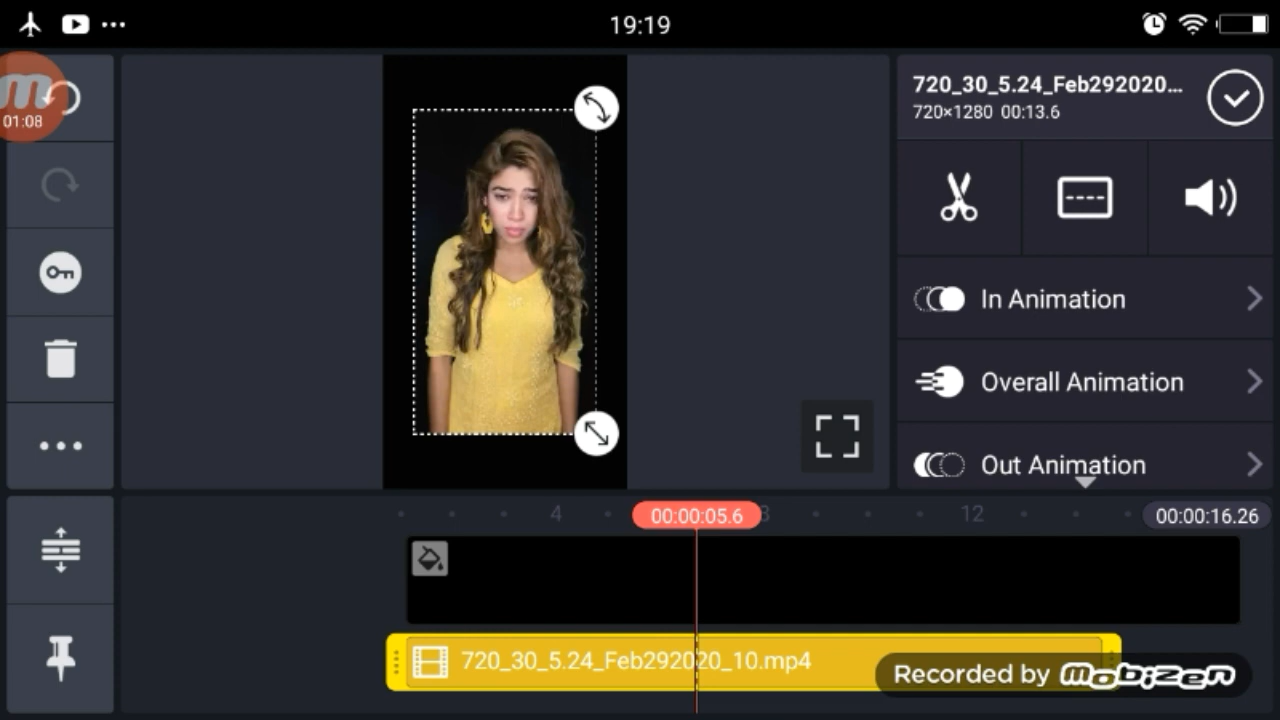 19:19
01:08
720_30_5.24_Feb292020...
720×1280 00:13.6
In Animation
Overall Animation
Out Animation
4
00:00:05.6
8
12
00:00:16.26
720_30_5.24_Feb292020_10.mp4
Recorded by mobizen